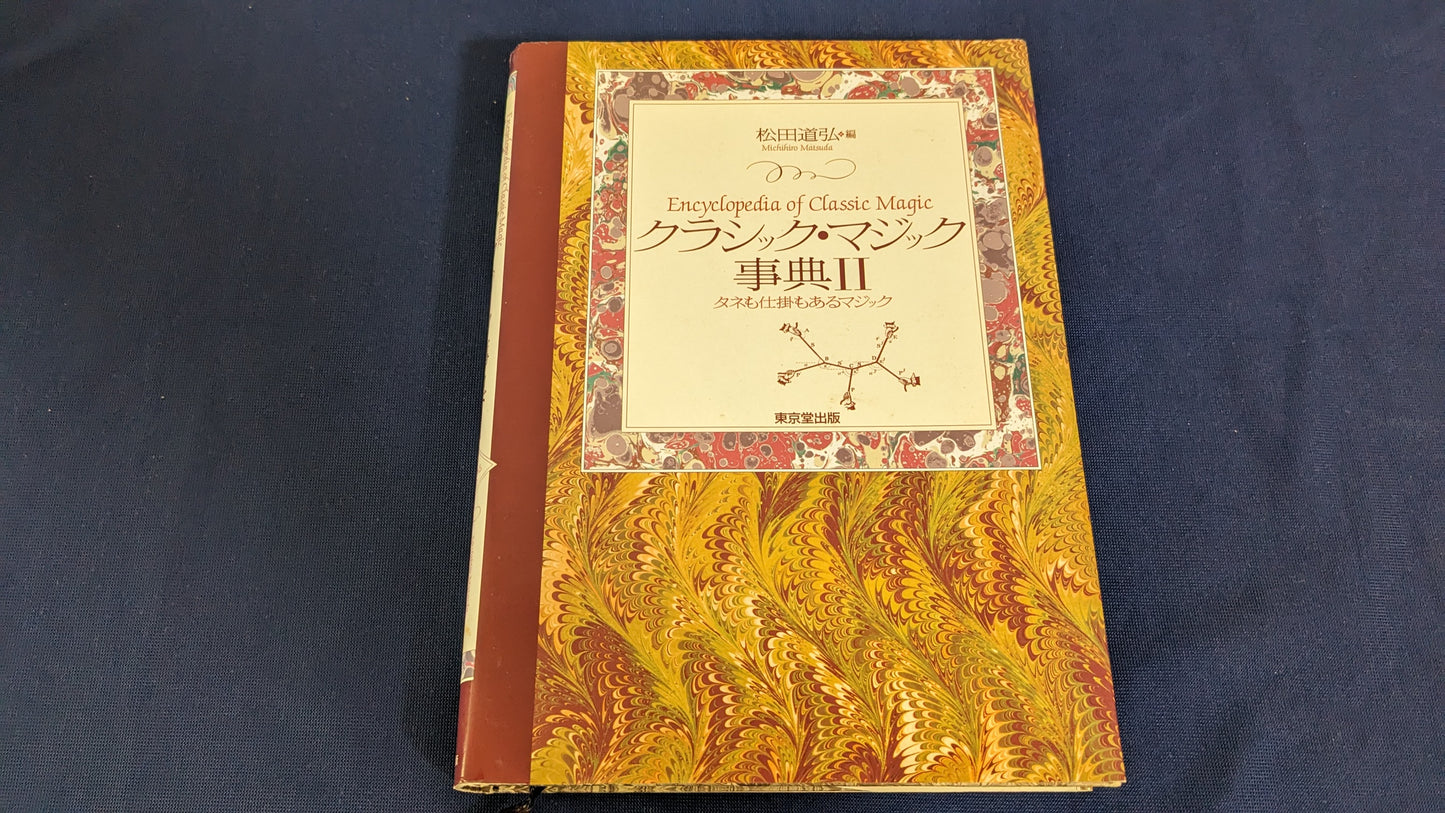 松田道弘❖編
Michihiro Matsuda
Encyclopedia of Classic Magic
クラシック・マジック
事典II
タネも仕掛もあるマジック
東京堂出版